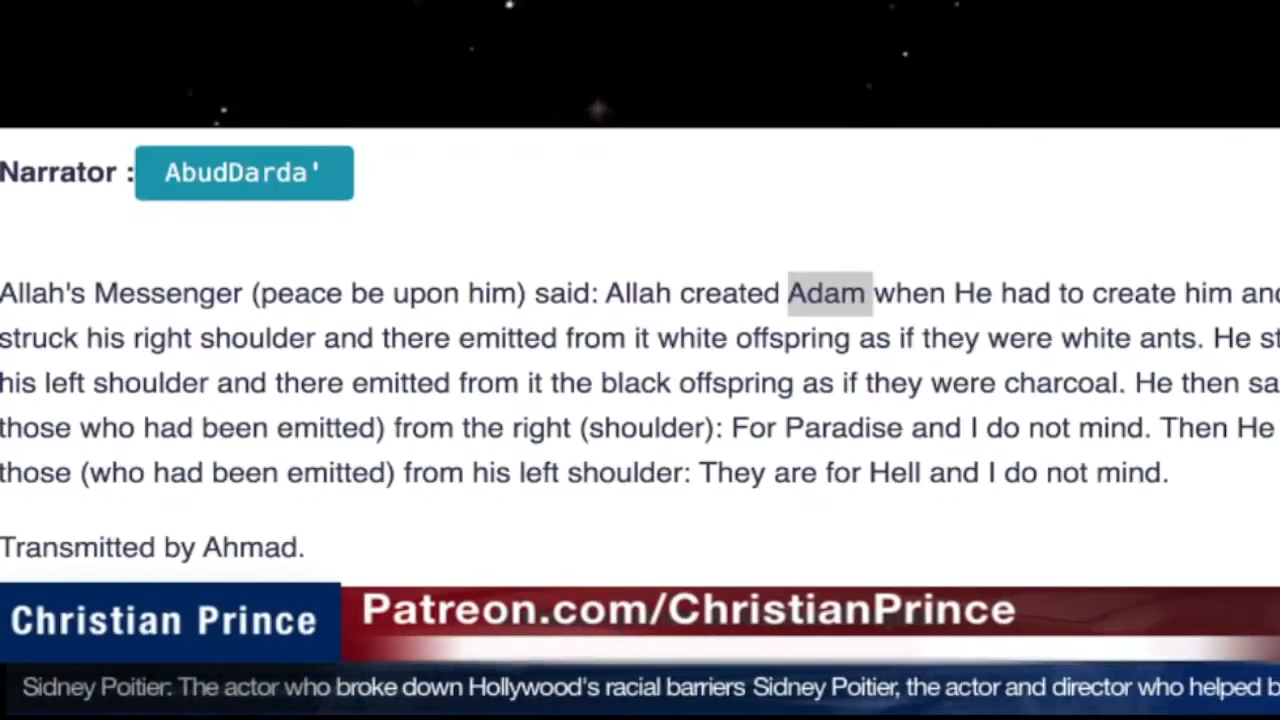 Narrator : AbudDarda'
Allah's Messenger (peace be upon him) said: Allah created Adam when He had to create him and
struck his right shoulder and there emitted from it white offspring as if they were white ants. He
his left shoulder and there emitted from it the black offspring as if they were charcoal. He then
those who had been emitted) from the right (shoulder): For Paradise and I do not mind. Then He
those (who had been emitted) from his left shoulder: They are for Hell and I do not mind.
Transmitted by Ahmad.
Christian Prince
Patreon.com/ChristianPrince
Sidney Poitier: The actor who broke down Hollywood's racial barriers Sidney Poitier, the actor and director who helped